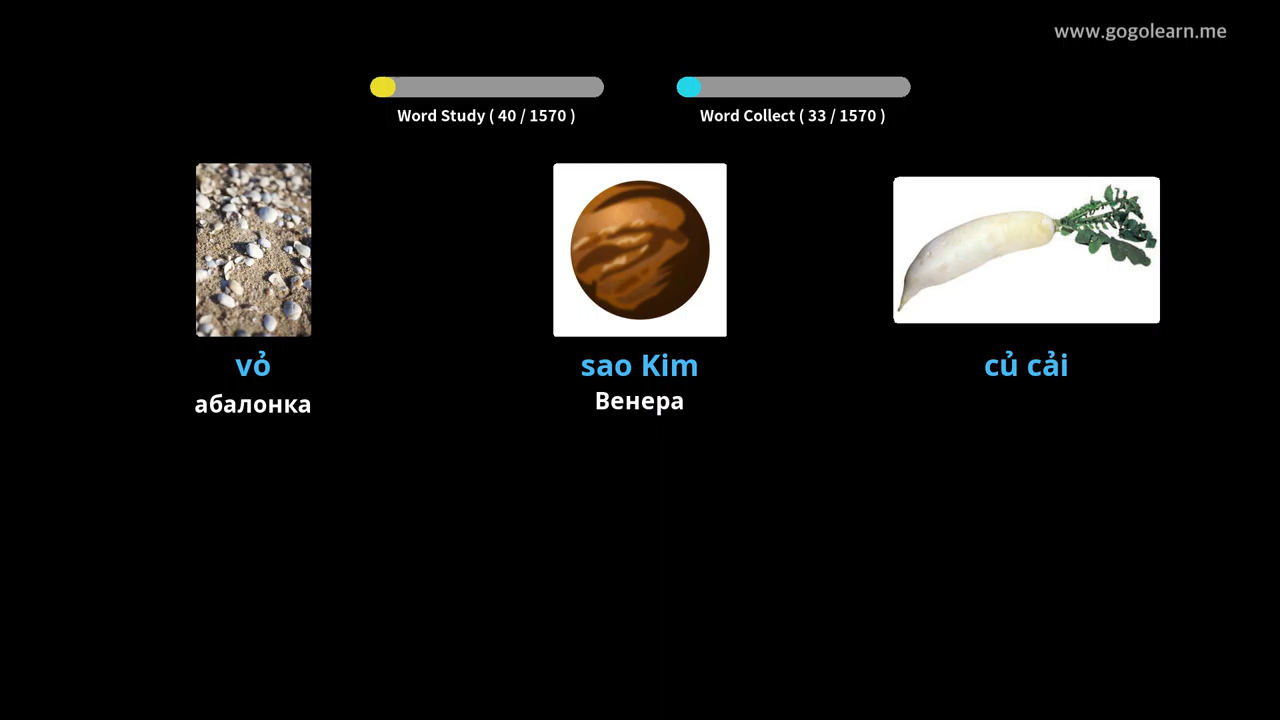 www.gogolearn.me
Word Study ( 40 / 1570 )
Word Collect ( 33 / 1570 )
vỏ
абалонка
sao Kim
Венера
củ cải